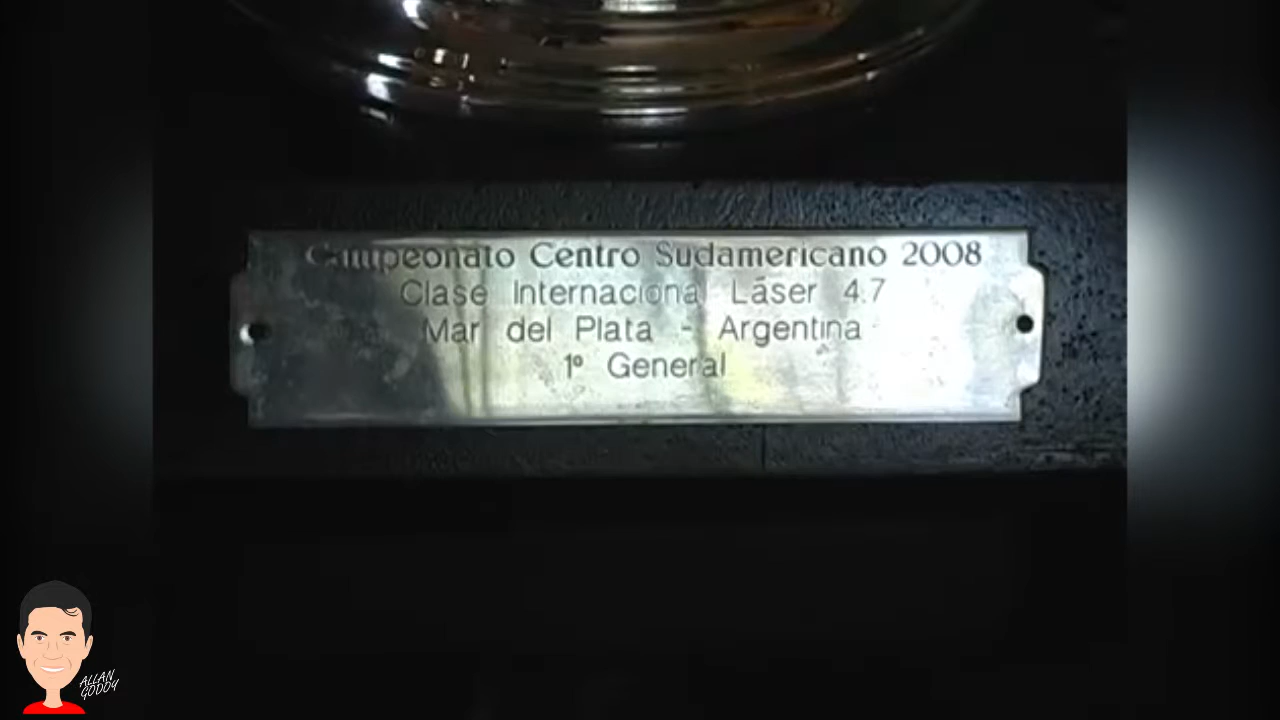 Campeonato Centro Sudamericano 2008
Clase Internacional Láser 4.7
Mar del Plata - Argentina
1º General
ALLAN
GODOY